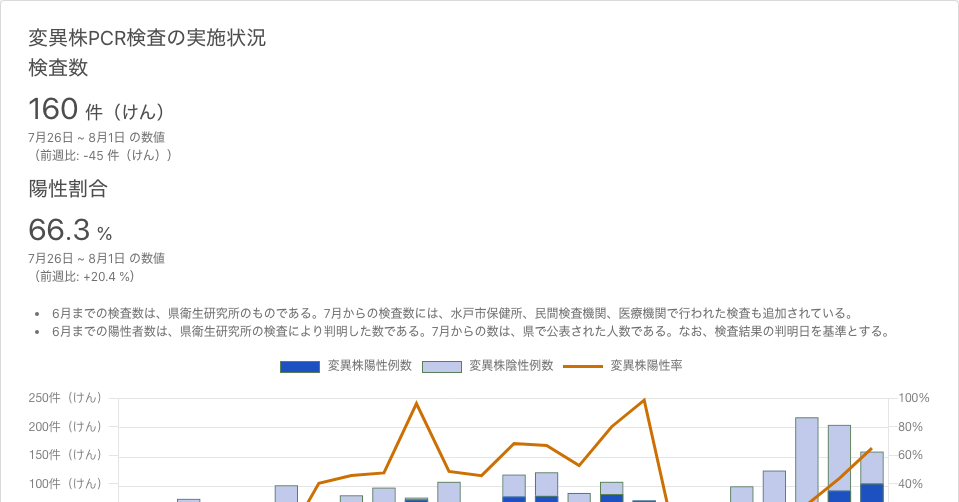 変異株PCR検査の実施状況
検査数
160 件（けん）
7月26日 ~ 8月1日 の数値
（前週比: -45 件（けん））
陽性割合
66.3 %
7月26日 ~ 8月1日 の数値
（前週比: +20.4 %)
• 6月までの検査数は、県衛生研究所のものである。7月からの検査数には、水戸市保健所、民間検査機関、医療機関で行われた検査も追加されている。
• 6月までの陽性者数は、県衛生研究所の検査により判明した数である。7月からの数は、県で公表された人数である。なお、検査結果の判明日を基準とする。
変異株陽性例数 変異株陰性例数 変異株陽性率
250件（けん） 100%
200件（けん） 80%
150件（けん） 60%
100件（けん） 40%